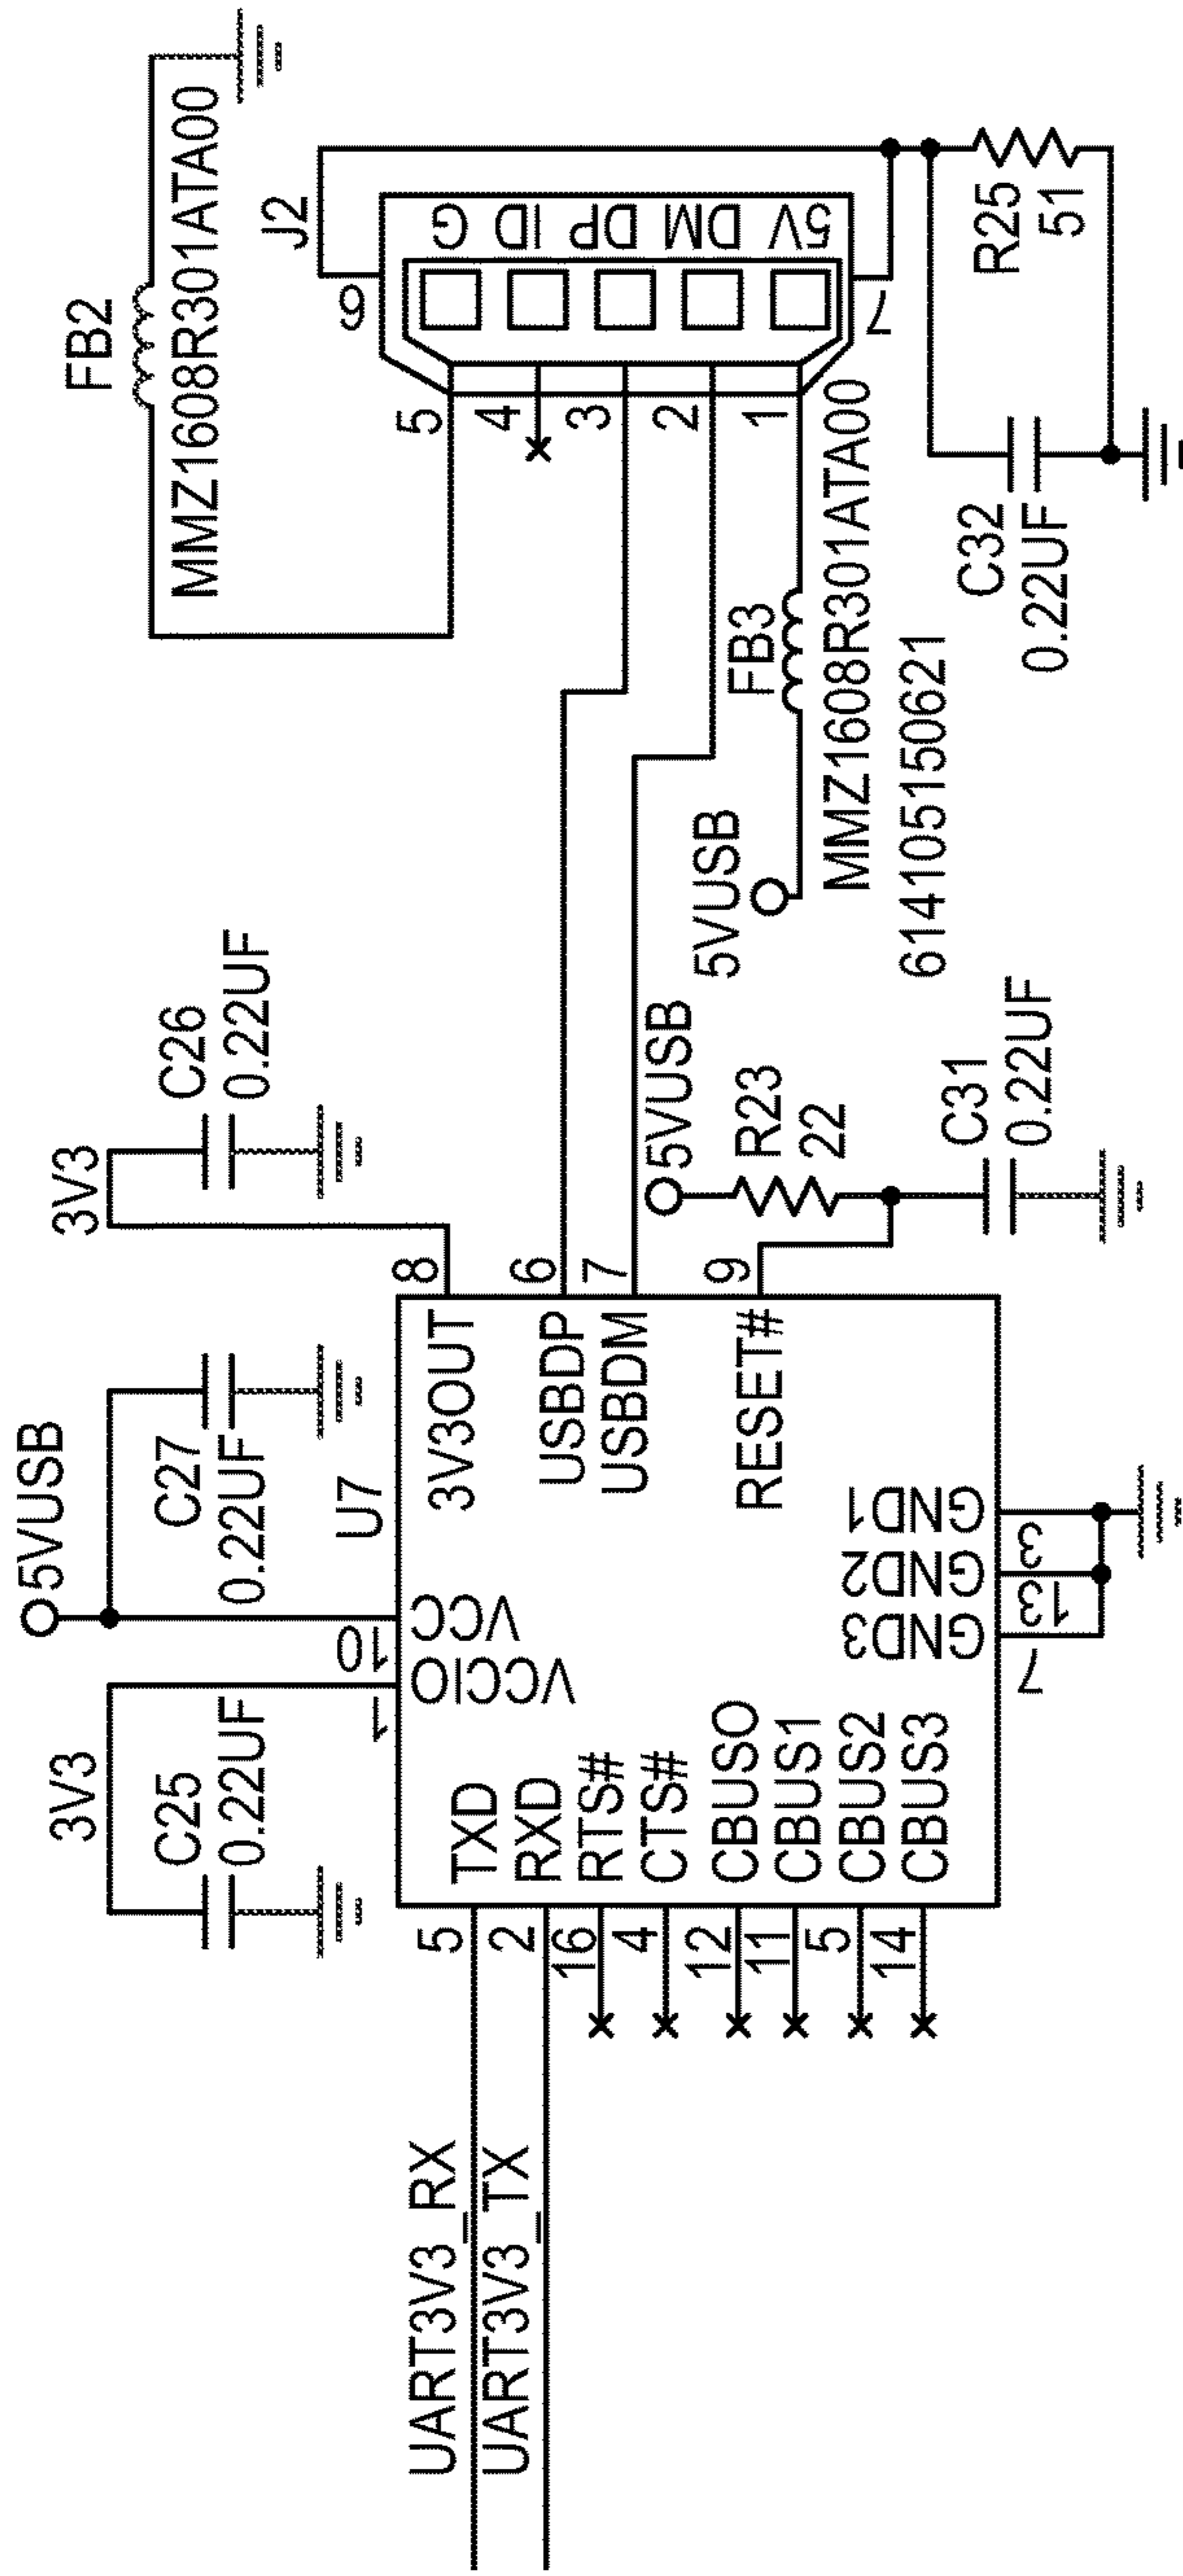 UART3V3_RX
UART3V3_TX
3V3
C25
0.22UF
5VUSB
C27
0.22UF
U7
3V3
C26
0.22UF
1
VCCIO
10
VCC
5
TXD
2
RXD
16
RTS#
4
CTS#
12
CBUSO
11
CBUS1
5
CBUS2
14
CBUS3
3V3OUT
8
USBDP
6
USBDM
7
RESET#
9
GND3
GND2
GND1
7
13
3
5VUSB
R23
22
C31
0.22UF
FB2
MMZ1608R301ATA00
J2
6
5
G
4
ID
3
DP
2
DM
1
5V
7
5VUSB
FB3
MMZ1608R301ATA00
614105150621
C32
0.22UF
R25
51